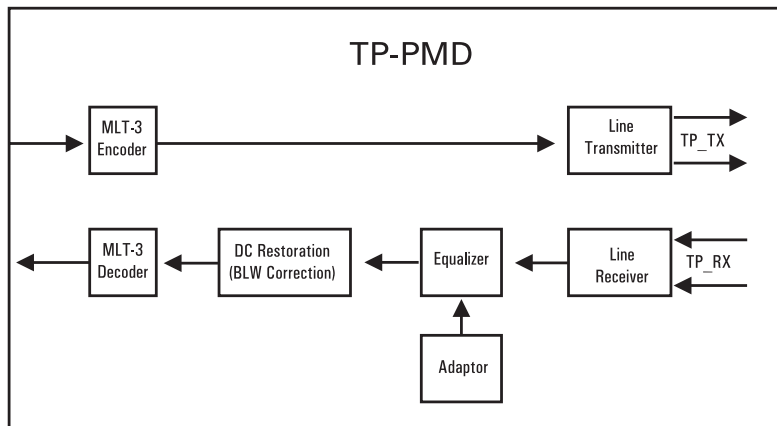 TP-PMD
MLT-3
Encoder
Line
Transmitter
TP_TX
MLT-3
Decoder
DC Restoration
(BLW Correction)
Equalizer
Line
Receiver
TP_RX
Adaptor